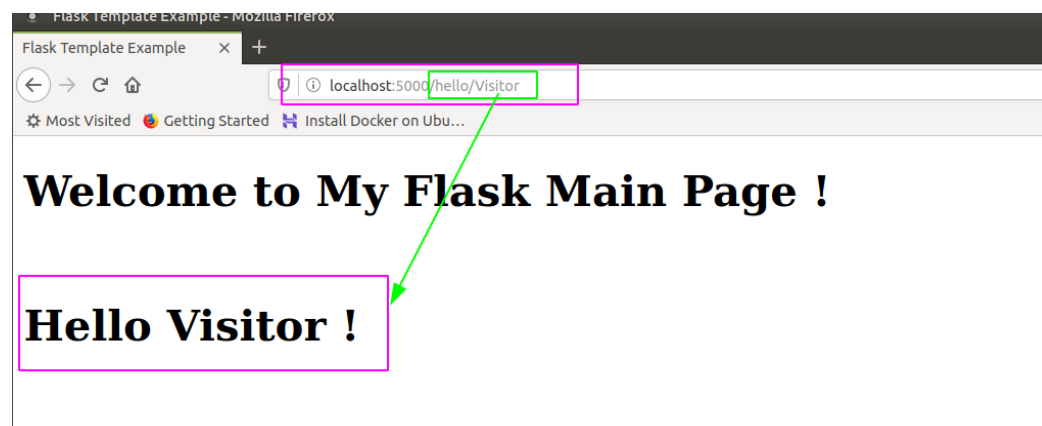 Flask Template Example - Mozilla Firefox
Flask Template Example
localhost:5000/hello/Visitor
Most Visited Getting Started Install Docker on Ubu…
Welcome to My Flask Main Page !
Hello Visitor !